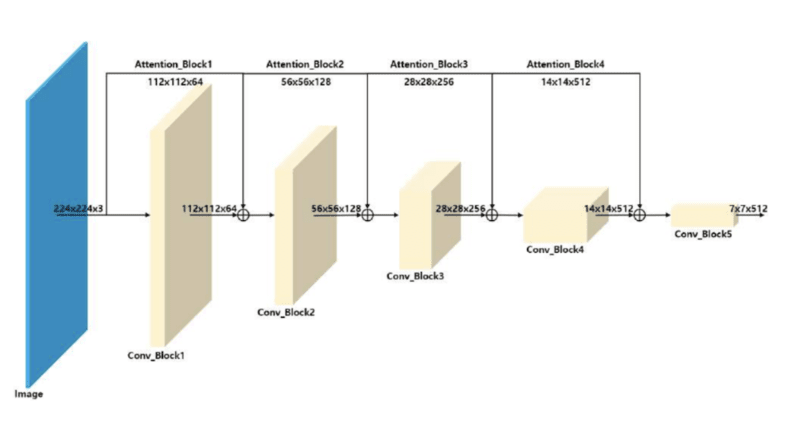 Attention_Block1
Attention_Block2
Attention_Block3
Attention_Block4
112x112x64
56x56x128
28x28x256
14x14x512
224x224x3
112x112x64
56x56x128
28x28x256
14x14x512
7x7x512
Conv_Block5
Conv_Block4
Conv_Block3
Conv_Block2
Conv_Block1
Image